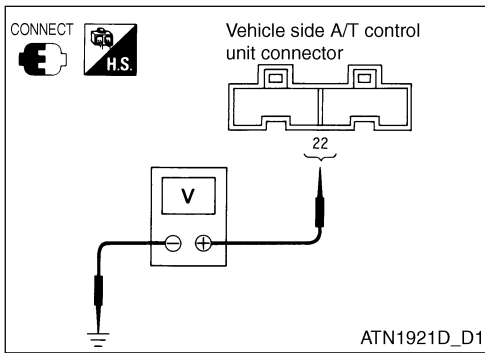 CONNECT
H.S.
Vehicle side A/T control
unit connector
22
V
ATN1921D_D1